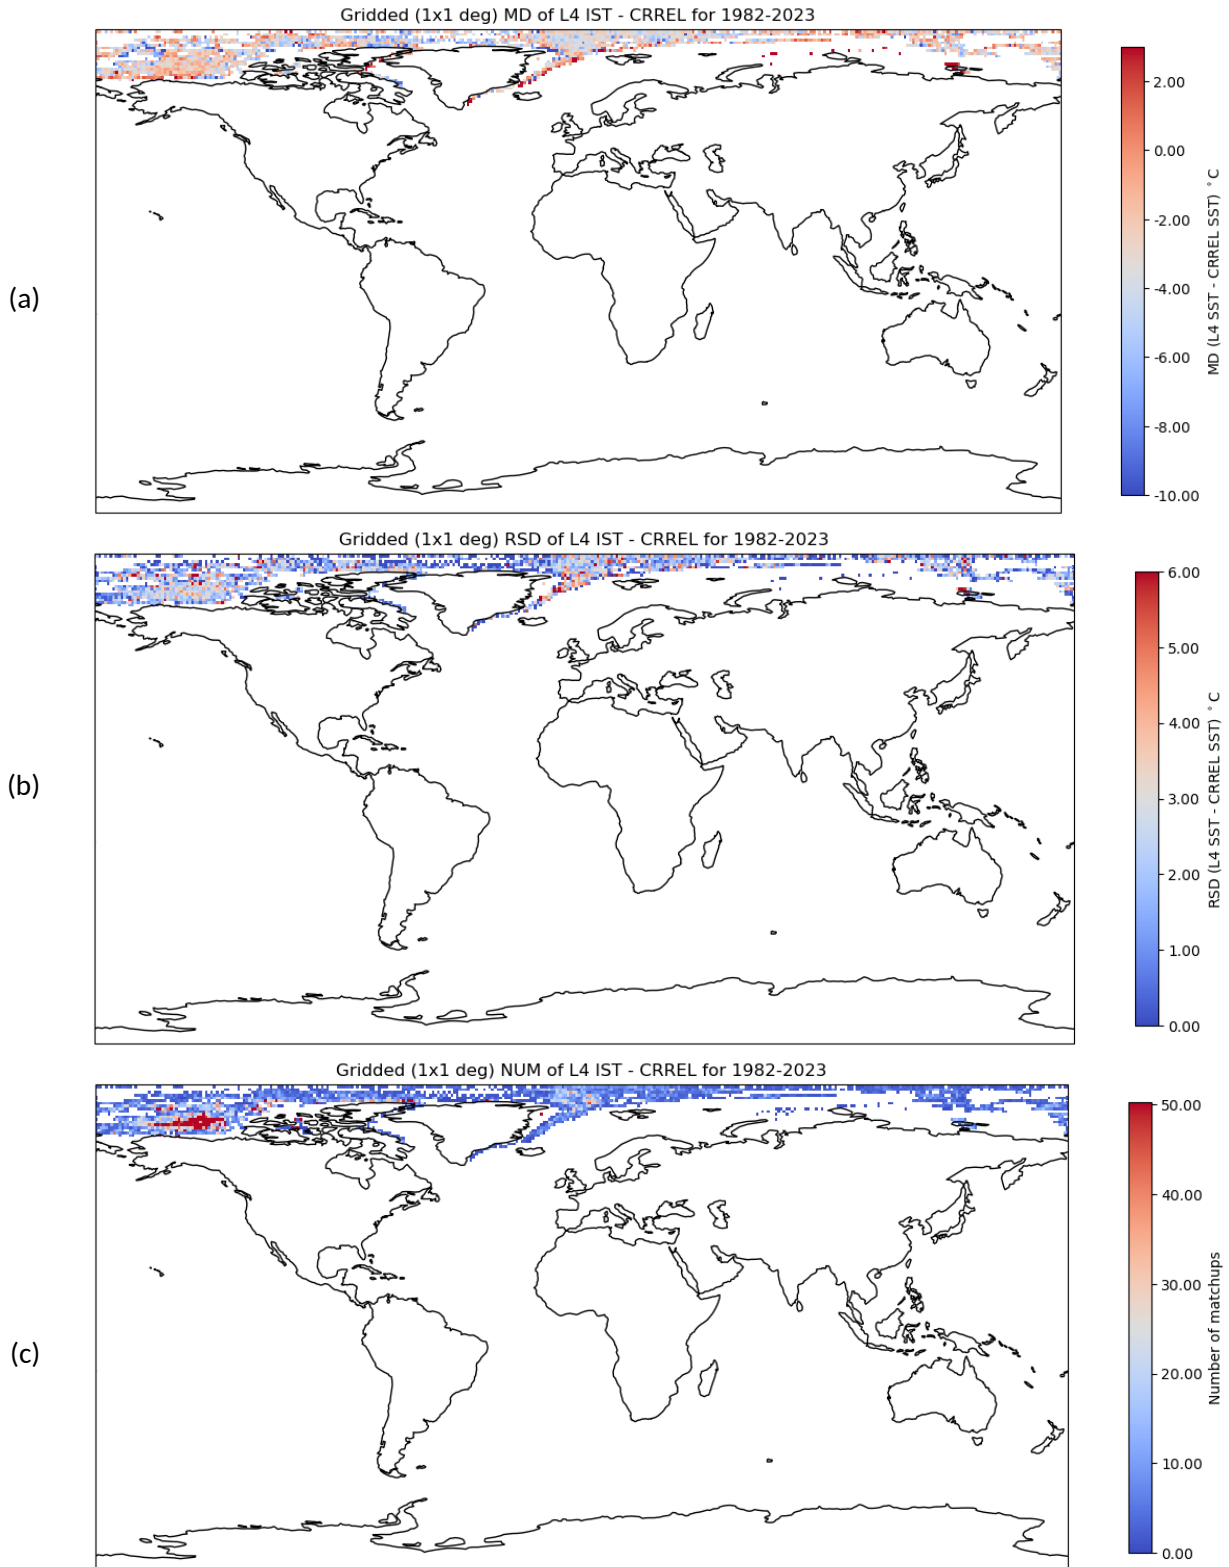 Gridded (1x1 deg) MD of L4 IST - CRREL for 1982-2023
(a)
2.00
0.00
-2.00
-4.00
-6.00
-8.00
-10.00
MD (L4 SST - CRREL SST) °C
Gridded (1x1 deg) RSD of L4 IST - CRREL for 1982-2023
(b)
6.00
5.00
4.00
3.00
2.00
1.00
0.00
RSD (L4 SST - CRREL SST) °C
Gridded (1x1 deg) NUM of L4 IST - CRREL for 1982-2023
(c)
50.00
40.00
30.00
20.00
10.00
0.00
Number of matchups